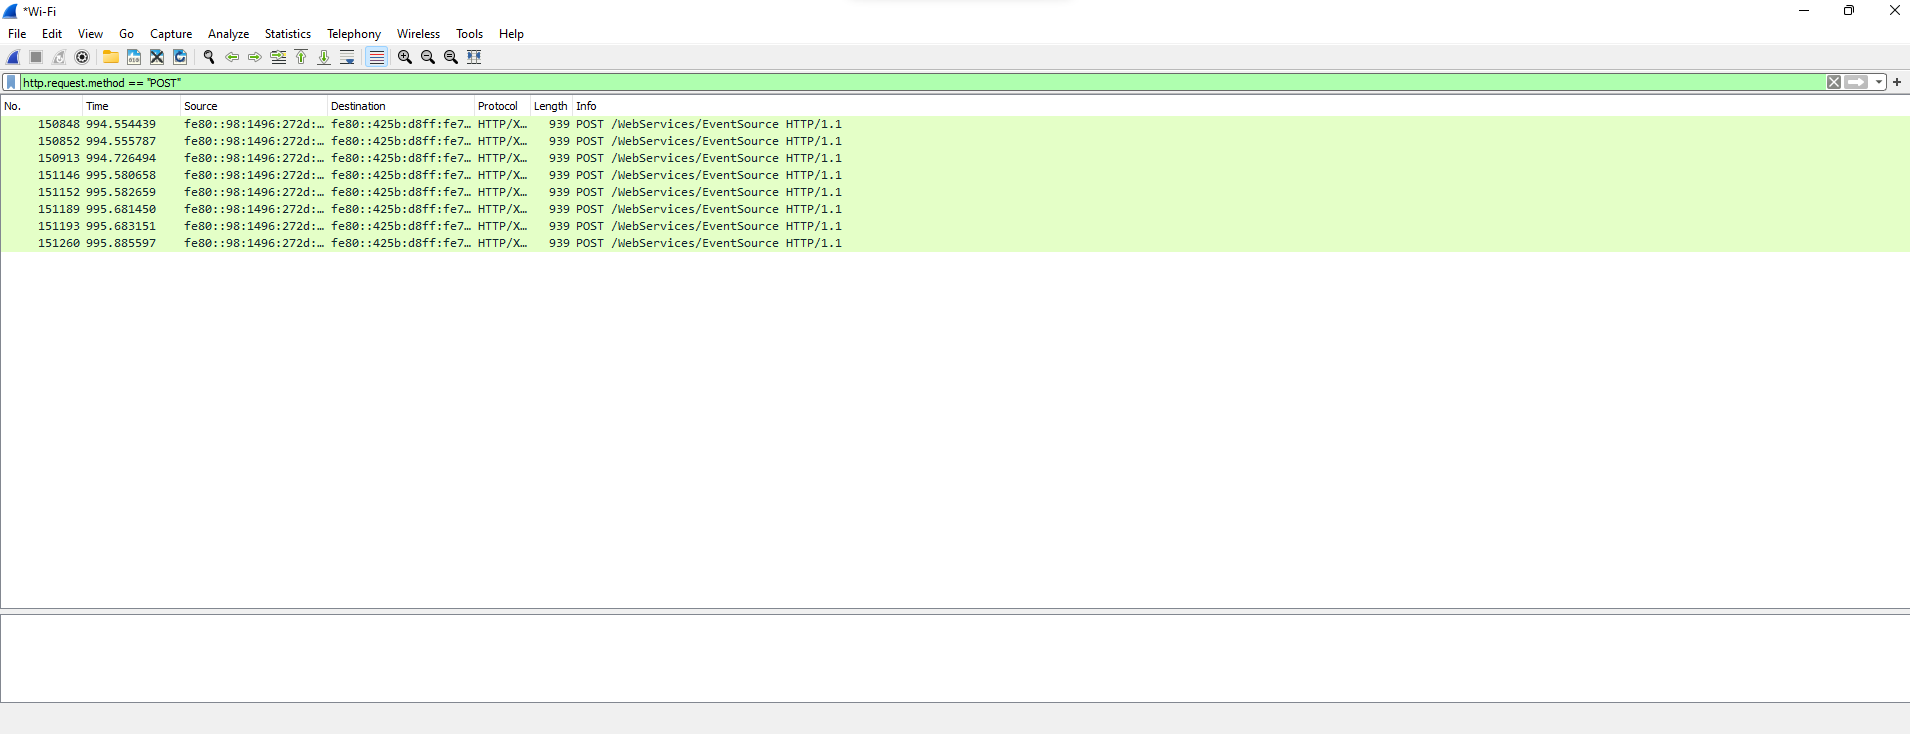 *Wi-Fi
File Edit View Go Capture Analyze Statistics Telephony Wireless Tools Help
http.request.method == "POST"
No. Time Source Destination Protocol Length Info
150848 994.554439 fe80::98:1496:272d:… fe80::425b:d8ff:fe7… HTTP/X… 939 POST /WebServices/EventSource HTTP/1.1
150852 994.555787 fe80::98:1496:272d:… fe80::425b:d8ff:fe7… HTTP/X… 939 POST /WebServices/EventSource HTTP/1.1
150913 994.726494 fe80::98:1496:272d:… fe80::425b:d8ff:fe7… HTTP/X… 939 POST /WebServices/EventSource HTTP/1.1
151146 995.580658 fe80::98:1496:272d:… fe80::425b:d8ff:fe7… HTTP/X… 939 POST /WebServices/EventSource HTTP/1.1
151152 995.582659 fe80::98:1496:272d:… fe80::425b:d8ff:fe7… HTTP/X… 939 POST /WebServices/EventSource HTTP/1.1
151189 995.681450 fe80::98:1496:272d:… fe80::425b:d8ff:fe7… HTTP/X… 939 POST /WebServices/EventSource HTTP/1.1
151193 995.683151 fe80::98:1496:272d:… fe80::425b:d8ff:fe7… HTTP/X… 939 POST /WebServices/EventSource HTTP/1.1
151260 995.885597 fe80::98:1496:272d:… fe80::425b:d8ff:fe7… HTTP/X… 939 POST /WebServices/EventSource HTTP/1.1